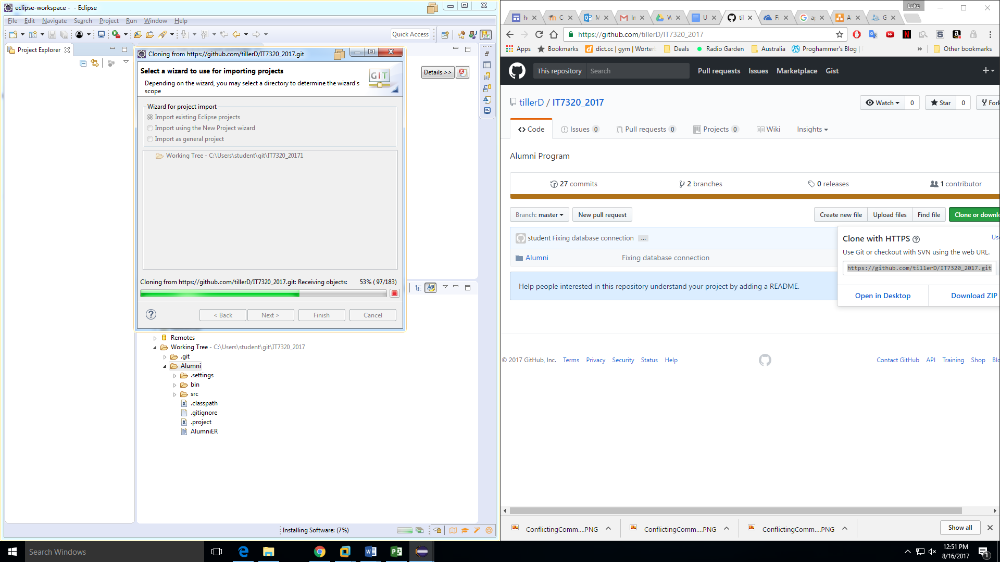 eclipse-workspace -  - Eclipse
File Edit Navigate Search Project Run Window Help
Quick Access
Project Explorer
Cloning from https://github.com/tillerD/IT7320_2017.git
Select a wizard to use for importing projects
Depending on the wizard, you may select a directory to determine the wizard's
scope
GIT
Details >>
Wizard for project import
Import existing Eclipse projects
Import using the New Project wizard
Import as general project
Working Tree - C:\Users\student\git\IT7320_20171
Cloning from https://github.com/tillerD/IT7320_2017.git: Receiving objects: 53% (97/183)
< Back Next > Finish Cancel
Remotes
Working Tree - C:\Users\student\git\IT7320_2017
.git
Alumni
.settings
bin
src
.classpath
.gitignore
.project
AlumniER
Installing Software: (7%)
Luke
https://github.com/tillerD/IT7320_2017
Apps Bookmarks dict.cc | gym | Wörter Deals Radio Garden Australia Proghammer's Blog | » Other bookmarks
This repository Search Pull requests Issues Marketplace Gist
tillerD / IT7320_2017
Watch 0 Star 0 Fork
Code Issues 0 Pull requests 0 Projects 0 Wiki Insights
Alumni Program
27 commits 2 branches 0 releases 1 contributor
Branch: master New pull request Create new file Upload files Find file Clone or downlo
student Fixing database connection ...
Alumni Fixing database connection
Clone with HTTPS Use
Use Git or checkout with SVN using the web URL.
https://github.com/tillerD/IT7320_2017.git
Open in Desktop Download ZIP
Help people interested in this repository understand your project by adding a README.
© 2017 GitHub, Inc. Terms Privacy Security Status Help Contact GitHub API Training Shop Blo
ConflictingComm....PNG ConflictingComm....PNG ConflictingComm....PNG Show all
Search Windows
12:51 PM
8/16/2017
1